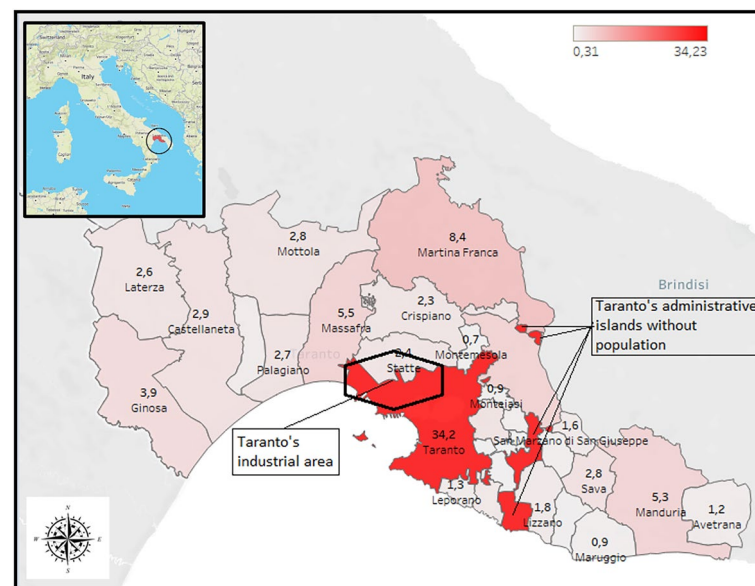 0,31
34,23
Italy
8,4
Martina Franca
2,8
Mottola
2,6
Laterza
Brindisi
Taranto's administrative
islands without
population
2,9
Castellaneta
5,5
Massafra
2,3
Crispiano
0,7
Montemesola
2,4
Statte
2,7
Palagiano
3,9
Ginosa
0,9
Monteiasi
Taranto's
industrial area
34,2
Taranto
1,6
San Marzano di San Giuseppe
2,8
Sava
5,3
Manduria
1,2
Avetrana
1,3
Leporano
1,8
Lizzano
0,9
Maruggio
N
W
E
S